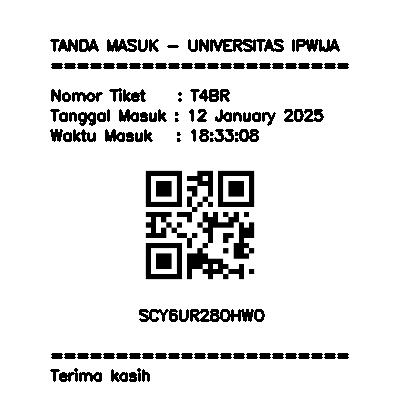 TANDA MASUK - UNIVERSITAS IPWIJA
=========================
Nomor Tiket : T4BR
Tanggal Masuk : 12 January 2025
Waktu Masuk : 18:33:08
SCY6UR280HW0
=========================
Terima kasih